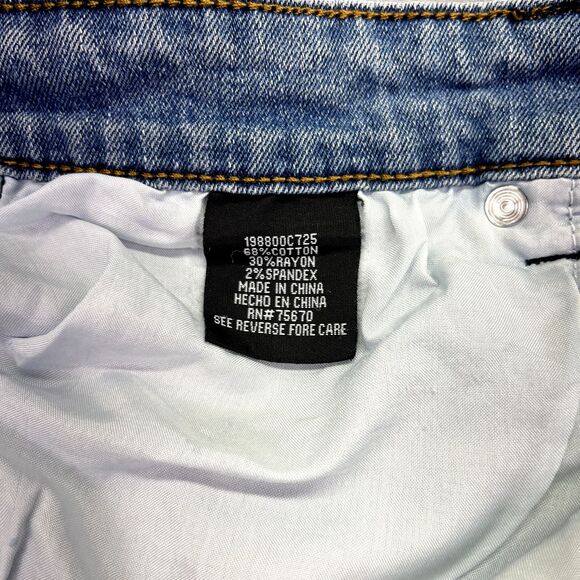 198800C725
68%COTTON
30%RAYON
2%SPANDEX
MADE IN CHINA
HECHO EN CHINA
RN#75670
SEE REVERSE FORE CARE